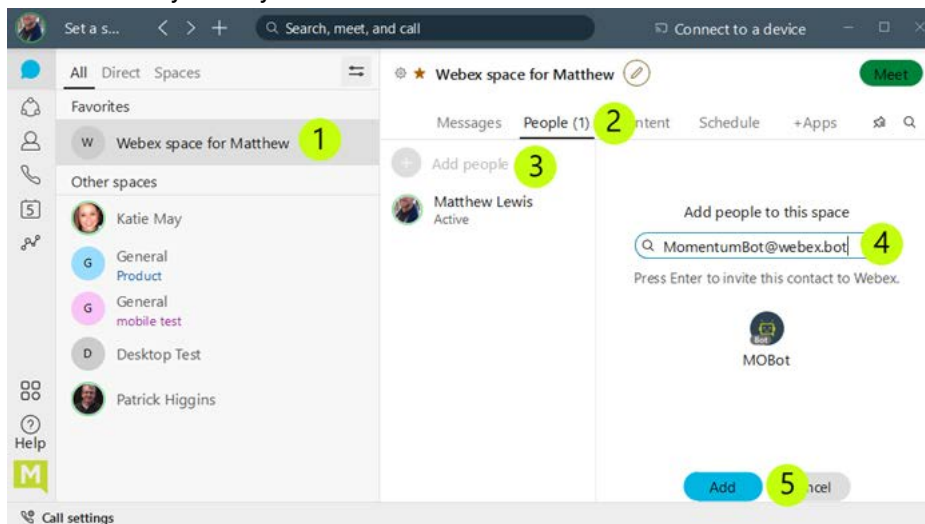 Set a s...
Search, meet, and call
Connect to a device
All Direct Spaces
Favorites
W Webex space for Matthew 1
Other spaces
Katie May
G General
Product
G General
mobile test
D Desktop Test
Patrick Higgins
5
Help
M
Call settings
Webex space for Matthew
Meet
Messages People (1) 2 ntent Schedule +Apps
Add people 3
Matthew Lewis
Active
Add people to this space
MomentumBot@webex.bot 4
Press Enter to invite this contact to Webex.
Bot
MOBot
Add 5 ncel